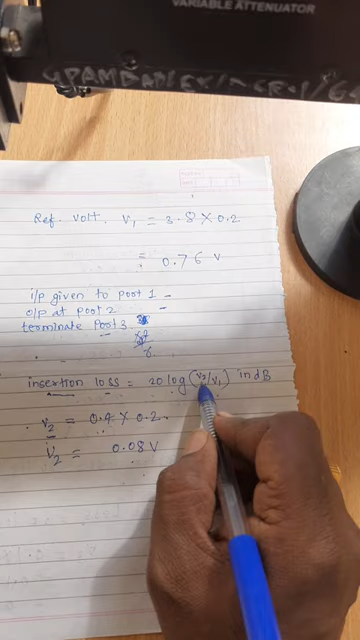 VARIABLE ATTENUATOR
Ref. volt. V₁ = 3.8 × 0.2
= 0.76 V
i/p given to port 1 -
o/p at port 2 -
terminate port 3
insertion loss = 20 log (V₂/V₁) in dB
V₂ = 0.4 × 0.2
V₂ = 0.08 V